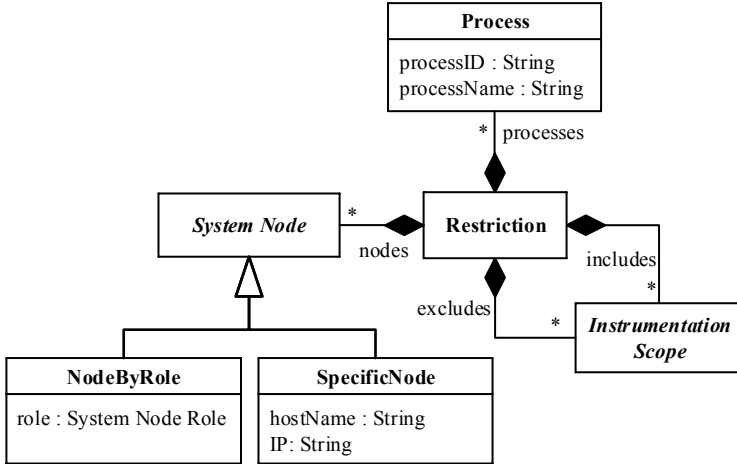 Process
processID : String
processName : String
* processes
System Node
*
nodes
Restriction
includes
*
excludes
*
Instrumentation
Scope
NodeByRole
role : System Node Role
SpecificNode
hostName : String
IP: String